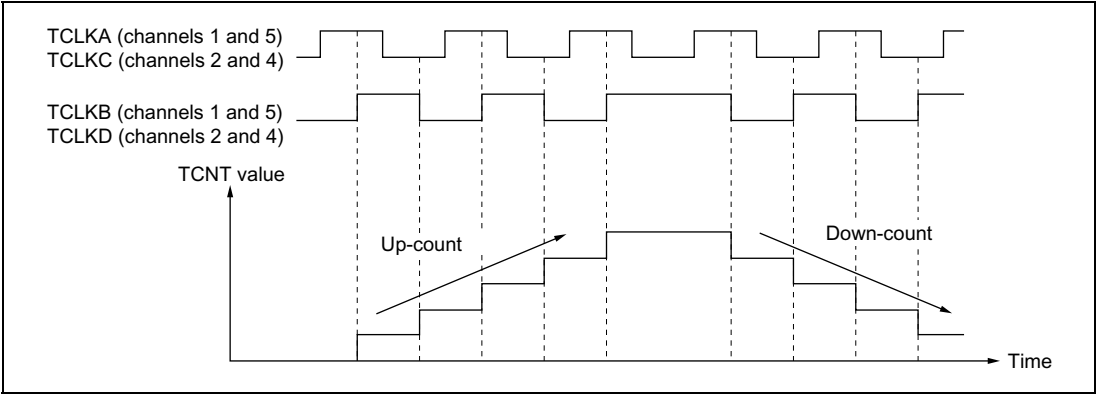 TCLKA (channels 1 and 5)
TCLKC (channels 2 and 4)
TCLKB (channels 1 and 5)
TCLKD (channels 2 and 4)
TCNT value
Up-count
Down-count
Time